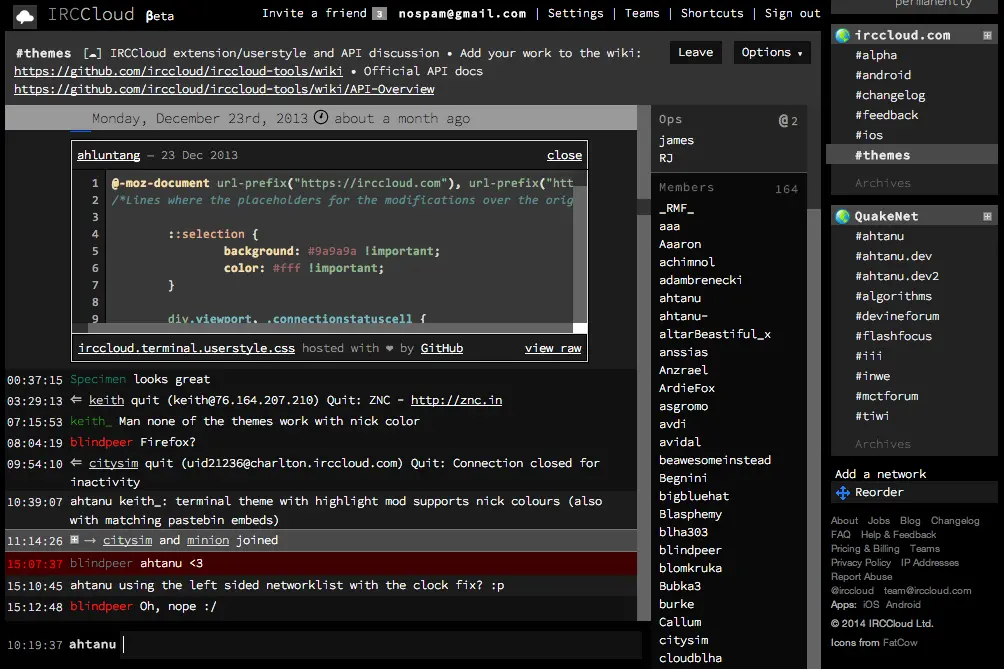 IRCCloud βeta
Invite a friend 3 nospam@gmail.com | Settings | Teams | Shortcuts | Sign out
#themes [☁] IRCCloud extension/userstyle and API discussion • Add your work to the wiki:
https://github.com/irccloud/irccloud-tools/wiki • Official API docs
https://github.com/irccloud/irccloud-tools/wiki/API-Overview
Leave
Options ▾
Monday, December 23rd, 2013 about a month ago
ahluntang — 23 Dec 2013 close
1 @-moz-document url-prefix("https://irccloud.com"), url-prefix("htt
2 /*Lines where the placeholders for the modifications over the orig
3
4 ::selection {
5 background: #9a9a9a !important;
6 color: #fff !important;
7 }
8
9 div.viewport, .connectionstatuscell {
irccloud.terminal.userstyle.css hosted with ❤ by GitHub view raw
00:37:15 Specimen looks great
03:29:13 ⇐ keith quit (keith@76.164.207.210) Quit: ZNC - http://znc.in
07:15:53 keith_ Man none of the themes work with nick color
08:04:19 blindpeer Firefox?
09:54:10 ⇐ citysim quit (uid21236@charlton.irccloud.com) Quit: Connection closed for
inactivity
10:39:07 ahtanu keith_: terminal theme with highlight mod supports nick colours (also
with matching pastebin embeds)
11:14:26 ⊞ → citysim and minion joined
15:07:37 blindpeer ahtanu <3
15:10:45 ahtanu using the left sided networklist with the clock fix? :p
15:12:48 blindpeer Oh, nope :/
10:19:37 ahtanu
Ops @2
james
RJ
Members 164
_RMF_
aaa
Aaaron
achimnol
adambrenecki
ahtanu
ahtanu-
altarBeastiful_x
anssias
Anzrael
ArdieFox
asgromo
avdi
avidal
beawesomeinstead
Begnini
bigbluehat
Blasphemy
blha303
blindpeer
blomkruka
Bubka3
burke
Callum
citysim
cloudblha
permanently
irccloud.com
#alpha
#android
#changelog
#feedback
#ios
#themes
Archives
QuakeNet
#ahtanu
#ahtanu.dev
#ahtanu.dev2
#algorithms
#devineforum
#flashfocus
#iii
#inwe
#mctforum
#tiwi
Archives
Add a network
Reorder
About Jobs Blog Changelog
FAQ Help & Feedback
Pricing & Billing Teams
Privacy Policy IP Addresses
Report Abuse
@irccloud team@irccloud.com
Apps: iOS Android
© 2014 IRCCloud Ltd.
Icons from FatCow